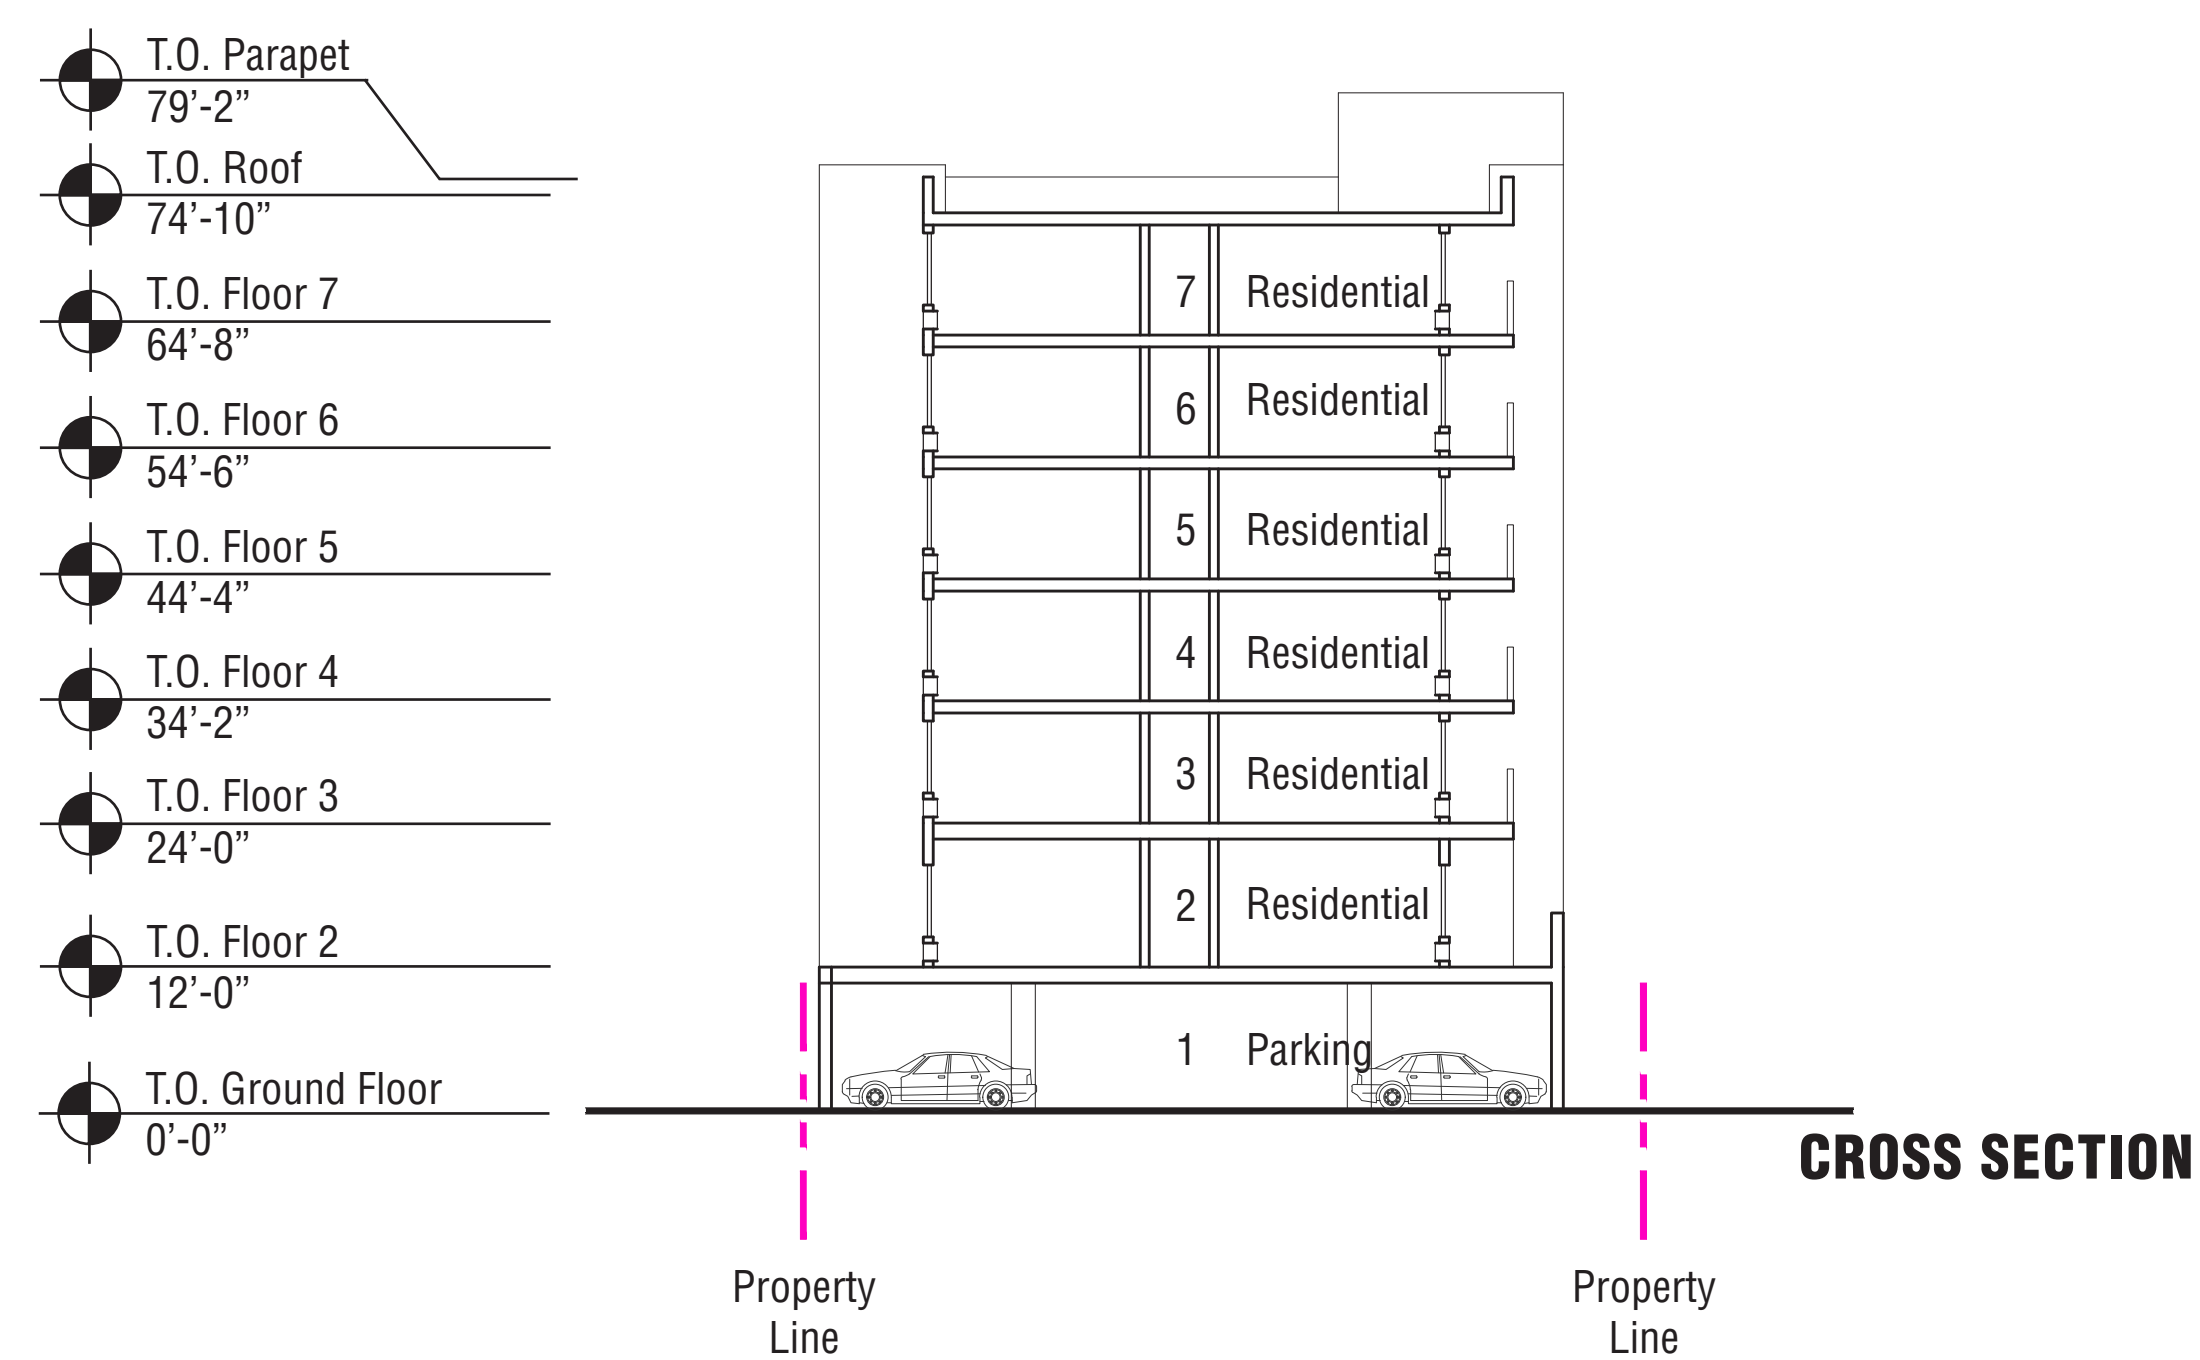 T.O. Parapet
79’-2”
T.O. Roof
74’-10”
T.O. Floor 7
64’-8”
T.O. Floor 6
54’-6”
T.O. Floor 5
44’-4”
T.O. Floor 4
34’-2”
T.O. Floor 3
24’-0”
T.O. Floor 2
12’-0”
T.O. Ground Floor
0’-0”
7 Residential
6 Residential
5 Residential
4 Residential
3 Residential
2 Residential
1 Parking
CROSS SECTION
Property
Line
Property
Line